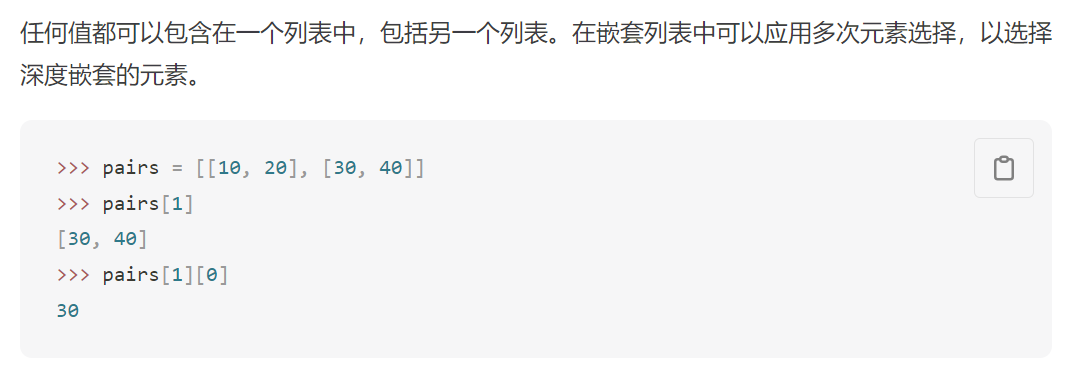 任何值都可以包含在一个列表中，包括另一个列表。在嵌套列表中可以应用多次元素选择，以选择
深度嵌套的元素。
>>> pairs = [[10, 20], [30, 40]]
>>> pairs[1]
[30, 40]
>>> pairs[1][0]
30